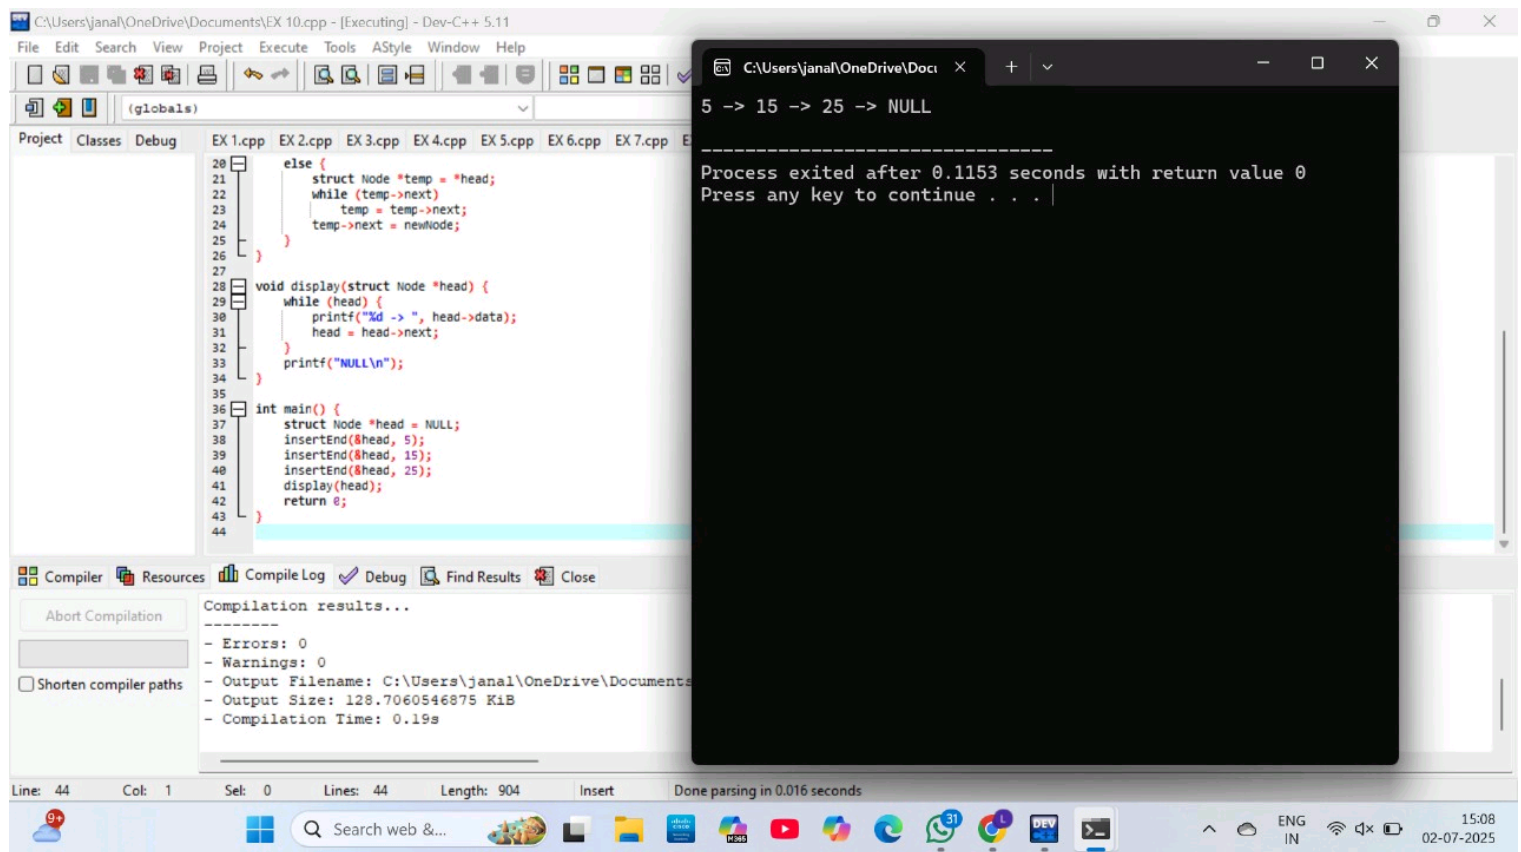 C:\Users\janal\OneDrive\Documents\EX 10.cpp - [Executing] - Dev-C++ 5.11
File Edit Search View Project Execute Tools AStyle Window Help
(globals)
Project Classes Debug
EX 1.cpp EX 2.cpp EX 3.cpp EX 4.cpp EX 5.cpp EX 6.cpp EX 7.cpp E
20 else {
21 struct Node *temp = *head;
22 while (temp->next)
23 temp = temp->next;
24 temp->next = newNode;
25 }
26 }
27
28 void display(struct Node *head) {
29 while (head) {
30 printf("%d -> ", head->data);
31 head = head->next;
32 }
33 printf("NULL\n");
34 }
35
36 int main() {
37 struct Node *head = NULL;
38 insertEnd(&head, 5);
39 insertEnd(&head, 15);
40 insertEnd(&head, 25);
41 display(head);
42 return 0;
43 }
44
C:\Users\janal\OneDrive\Docu
5 -> 15 -> 25 -> NULL
--------------------------------
Process exited after 0.1153 seconds with return value 0
Press any key to continue . . .
Compiler Resources Compile Log Debug Find Results Close
Abort Compilation
Shorten compiler paths
Compilation results...
--------
- Errors: 0
- Warnings: 0
- Output Filename: C:\Users\janal\OneDrive\Documents
- Output Size: 128.7060546875 KiB
- Compilation Time: 0.19s
Line: 44 Col: 1 Sel: 0 Lines: 44 Length: 904 Insert Done parsing in 0.016 seconds
9+
Search web &...
M365
31
L
DEV
ENG
IN
15:08
02-07-2025